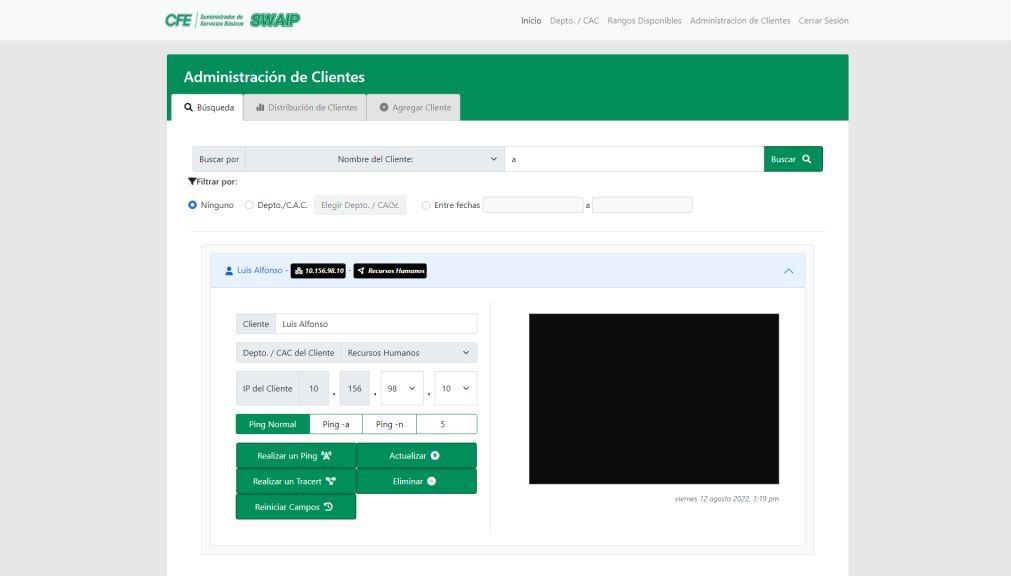 CFE Suministrador de Servicios Básicos SWAIP
Inicio Depto. / CAC Rangos Disponibles Administracion de Clientes Cerrar Sesión
Administración de Clientes
Búsqueda Distribución de Clientes Agregar Cliente
Buscar por Nombre del Cliente: a Buscar
Filtrar por:
Ninguno Depto./C.A.C. Elegir Depto. / CAC Entre fechas a
Luis Alfonso - 10.156.98.10 - Recursos Humanos
Cliente Luis Alfonso
Depto. / CAC del Cliente Recursos Humanos
IP del Cliente 10 . 156 . 98 . 10
Ping Normal Ping -a Ping -n 5
Realizar un Ping Actualizar
Realizar un Tracert Eliminar
Reiniciar Campos
viernes 12 agosto 2022, 1:19 pm